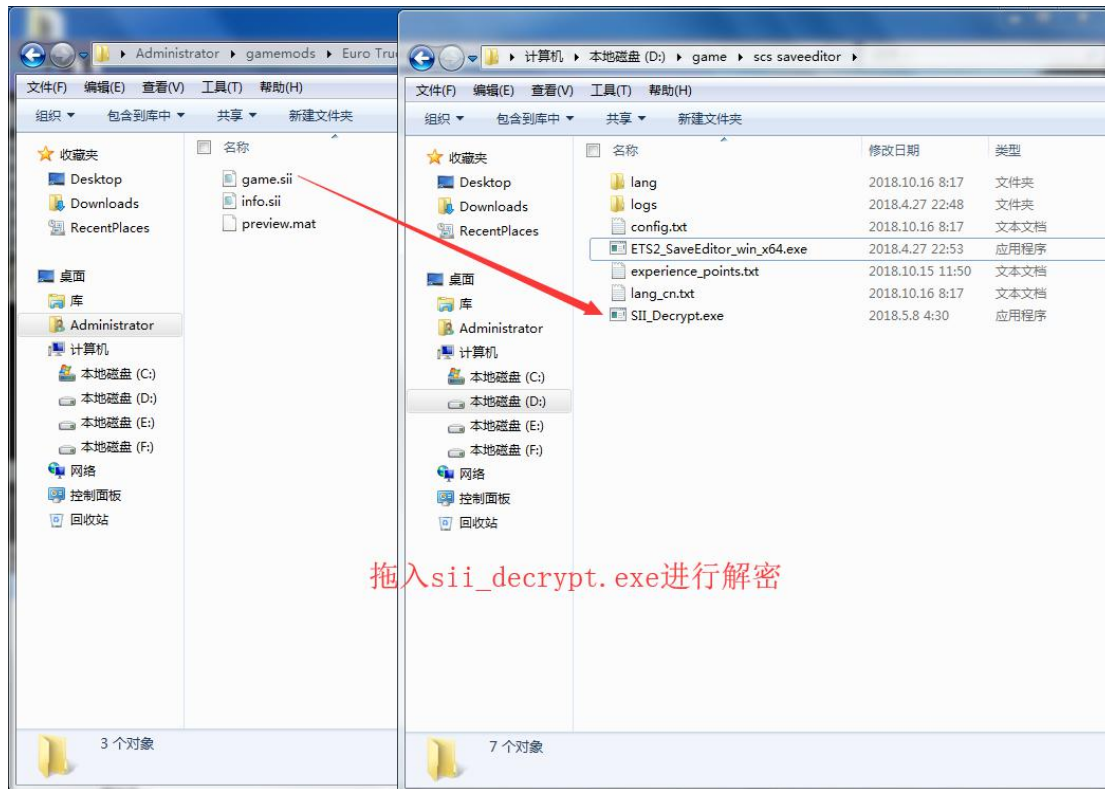 Administrator ▸ gamemods ▸ Euro Tru
文件(F) 编辑(E) 查看(V) 工具(T) 帮助(H)
组织 包含到库中 共享 新建文件夹
收藏夹
Desktop
Downloads
RecentPlaces
桌面
库
Administrator
计算机
本地磁盘 (C:)
本地磁盘 (D:)
本地磁盘 (E:)
本地磁盘 (F:)
网络
控制面板
回收站
名称
game.sii
info.sii
preview.mat
3 个对象
计算机 ▸ 本地磁盘 (D:) ▸ game ▸ scs saveeditor ▸
文件(F) 编辑(E) 查看(V) 工具(T) 帮助(H)
组织 包含到库中 共享 新建文件夹
收藏夹
Desktop
Downloads
RecentPlaces
桌面
库
Administrator
计算机
本地磁盘 (C:)
本地磁盘 (D:)
本地磁盘 (E:)
本地磁盘 (F:)
网络
控制面板
回收站
名称 修改日期 类型
lang 2018.10.16 8:17 文件夹
logs 2018.4.27 22:48 文件夹
config.txt 2018.10.16 8:17 文本文档
ETS2_SaveEditor_win_x64.exe 2018.4.27 22:53 应用程序
experience_points.txt 2018.10.15 11:50 文本文档
lang_cn.txt 2018.10.16 8:17 文本文档
SII_Decrypt.exe 2018.5.8 4:30 应用程序
拖入sii_decrypt.exe进行解密
7 个对象